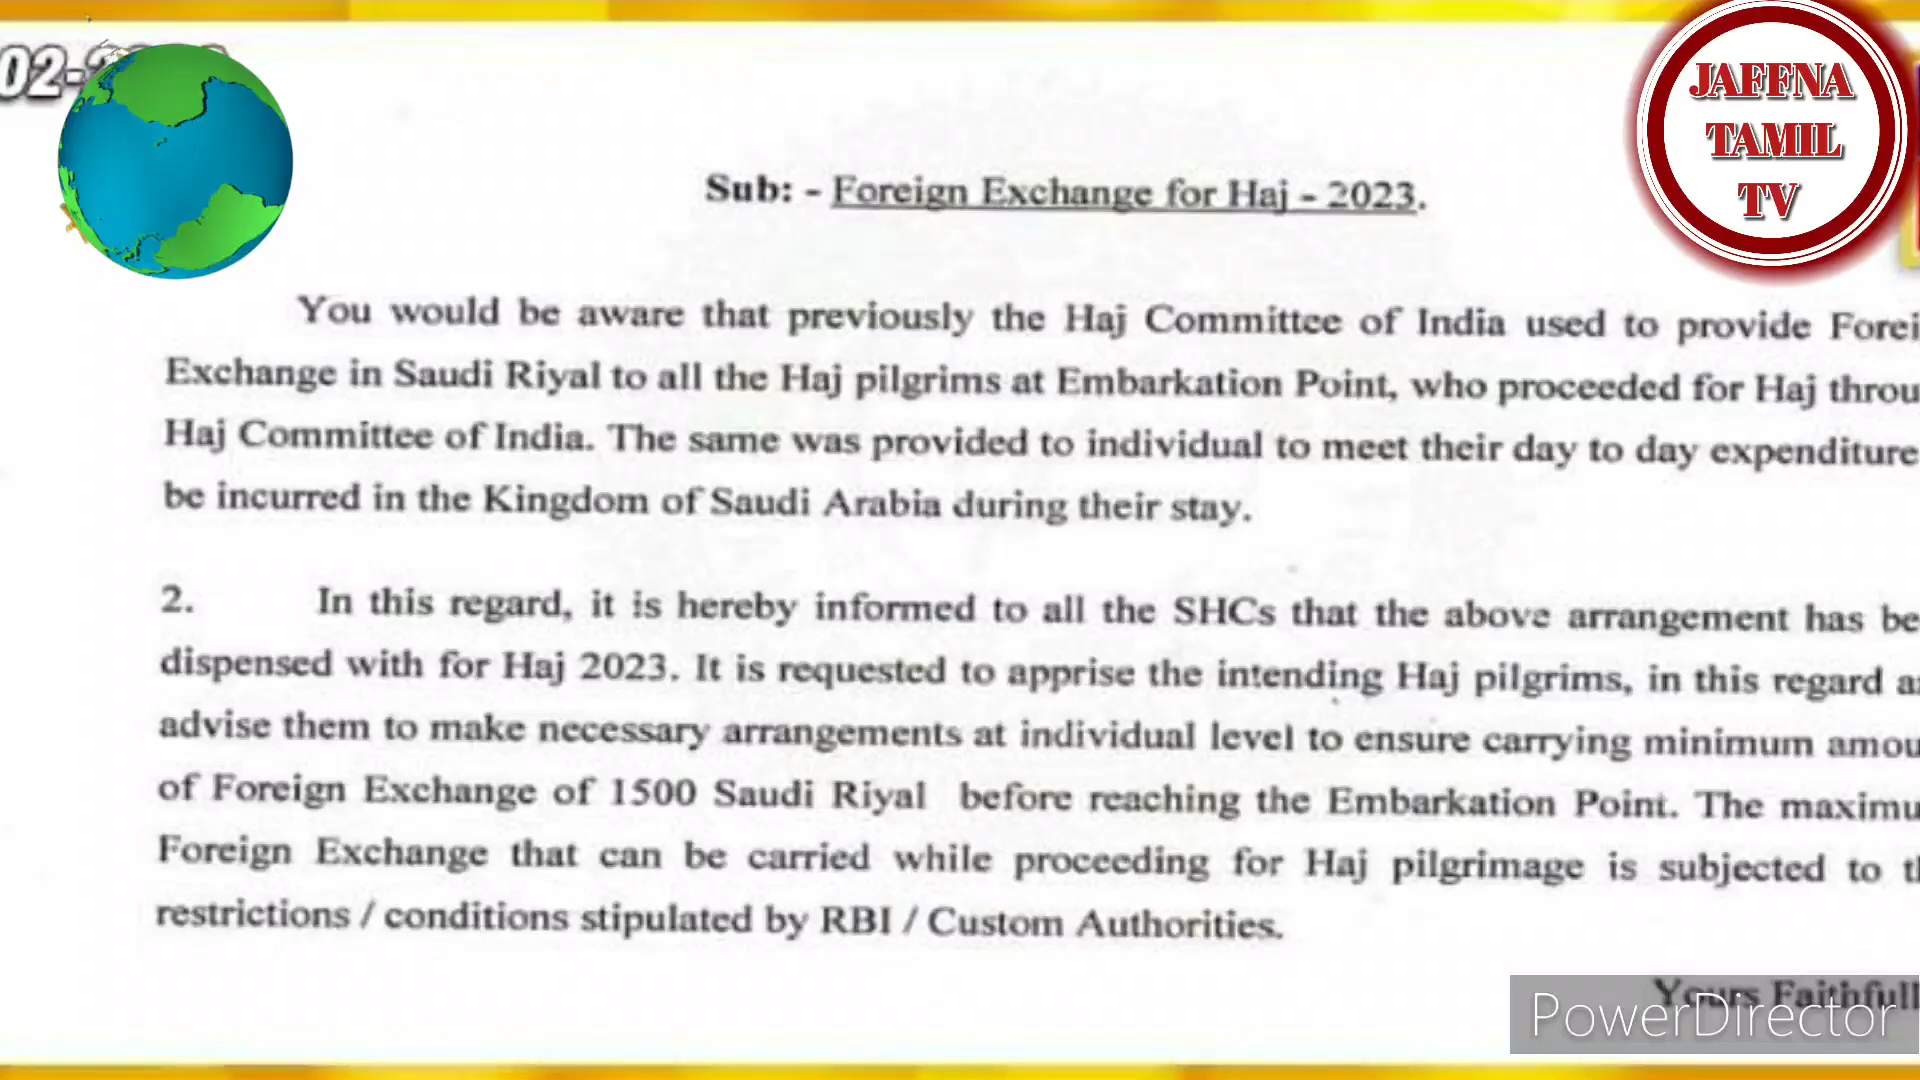 02-
JAFFNA
TAMIL
TV
Sub: - Foreign Exchange for Haj - 2023.
You would be aware that previously the Haj Committee of India used to provide Forei
Exchange in Saudi Riyal to all the Haj pilgrims at Embarkation Point, who proceeded for Haj throu
Haj Committee of India. The same was provided to individual to meet their day to day expenditure
be incurred in the Kingdom of Saudi Arabia during their stay.
2. In this regard, it is hereby informed to all the SHCs that the above arrangement has be
dispensed with for Haj 2023. It is requested to apprise the intending Haj pilgrims, in this regard a
advise them to make necessary arrangements at individual level to ensure carrying minimum amou
of Foreign Exchange of 1500 Saudi Riyal before reaching the Embarkation Point. The maximu
Foreign Exchange that can be carried while proceeding for Haj pilgrimage is subjected to t
restrictions / conditions stipulated by RBI / Custom Authorities.
Yours Faithfull
PowerDirector